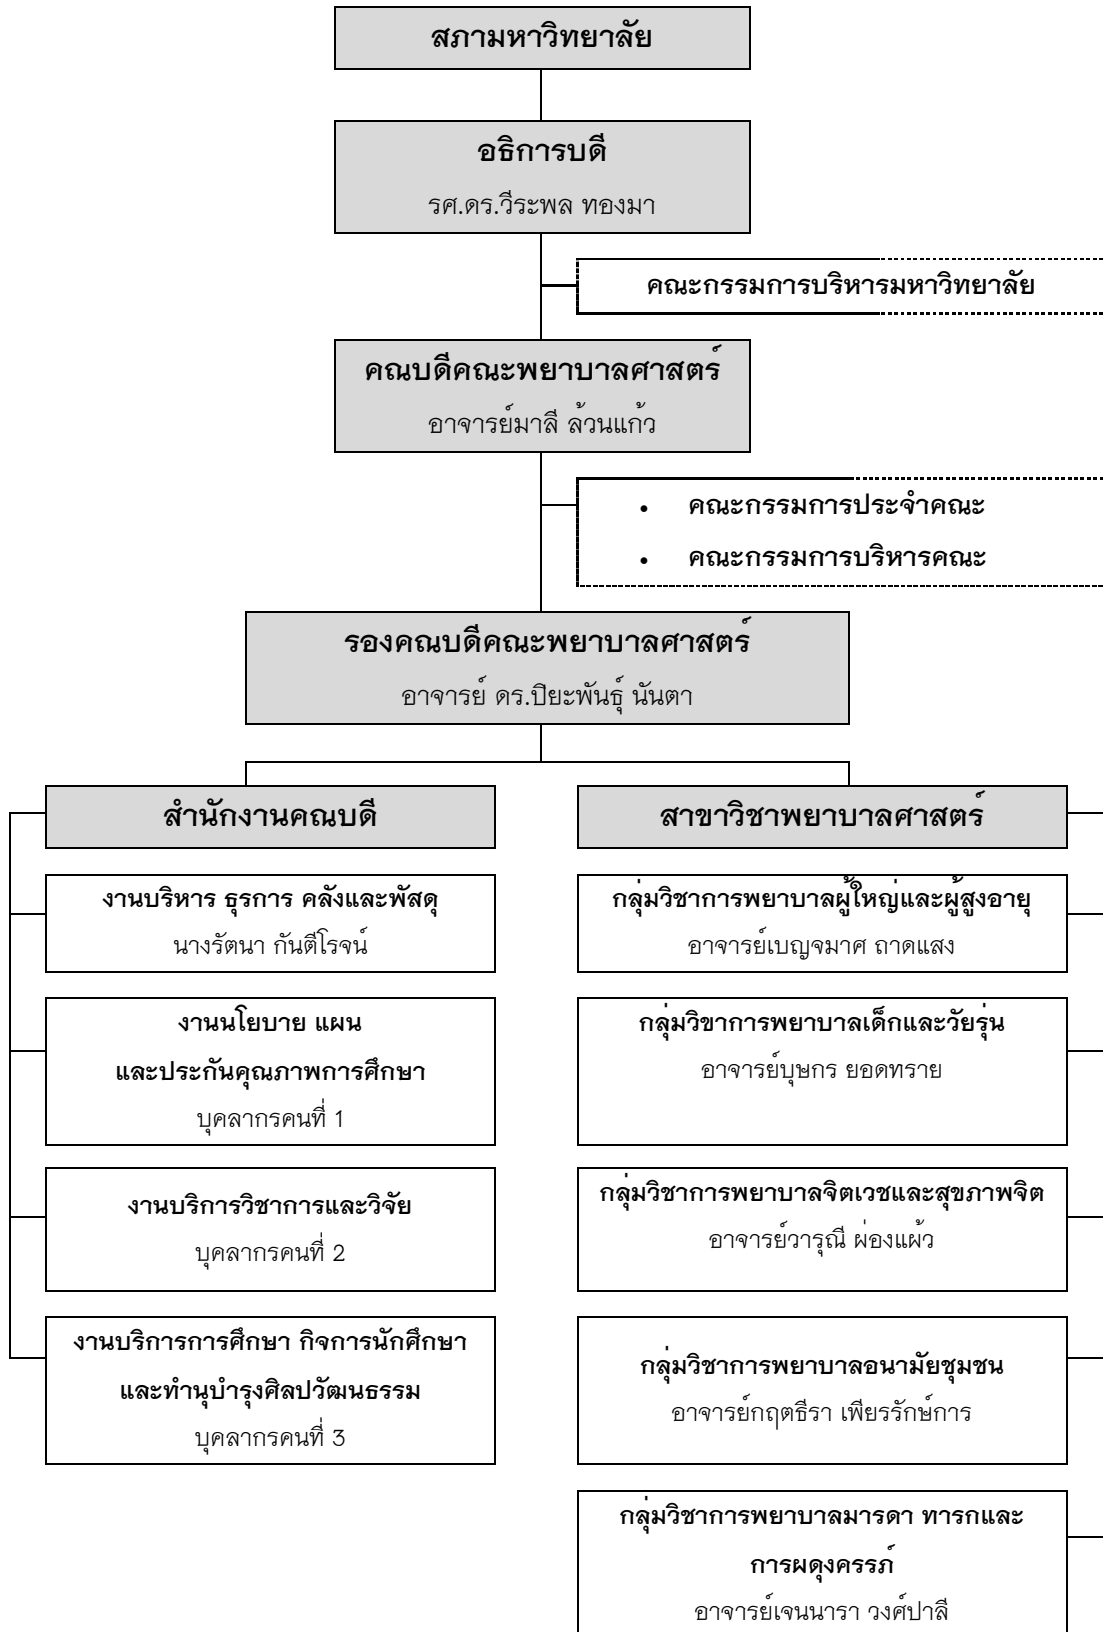 สภามหาวิทยาลัย
อธิการบดี
รศ.ดร.วีระพล ทองมา
คณะกรรมการบริหารมหาวิทยาลัย
คณบดีคณะพยาบาลศาสตร์
อาจารย์มาลี ล้วนแก้ว
• คณะกรรมการประจำคณะ
• คณะกรรมการบริหารคณะ
รองคณบดีคณะพยาบาลศาสตร์
อาจารย์ ดร.ปิยะพันธุ์ นันตา
สำนักงานคณบดี
งานบริหาร ธุรการ คลังและพัสดุ
นางรัตนา กันตีโรจน์
งานนโยบาย แผน
และประกันคุณภาพการศึกษา
บุคลากรคนที่ 1
งานบริการวิชาการและวิจัย
บุคลากรคนที่ 2
งานบริการการศึกษา กิจการนักศึกษา
และทำนุบำรุงศิลปวัฒนธรรม
บุคลากรคนที่ 3
สาขาวิชาพยาบาลศาสตร์
กลุ่มวิชาการพยาบาลผู้ใหญ่และผู้สูงอายุ
อาจารย์เบญจมาศ ถาดแสง
กลุ่มวิขาการพยาบาลเด็กและวัยรุ่น
อาจารย์บุษกร ยอดทราย
กลุ่มวิชาการพยาบาลจิตเวชและสุขภาพจิต
อาจารย์วารุณี ผ่องแผ้ว
กลุ่มวิชาการพยาบาลอนามัยชุมชน
อาจารย์กฤตธีรา เพียรรักษ์การ
กลุ่มวิชาการพยาบาลมารดา ทารกและ
การผดุงครรภ์
อาจารย์เจนนารา วงศ์ปาลี